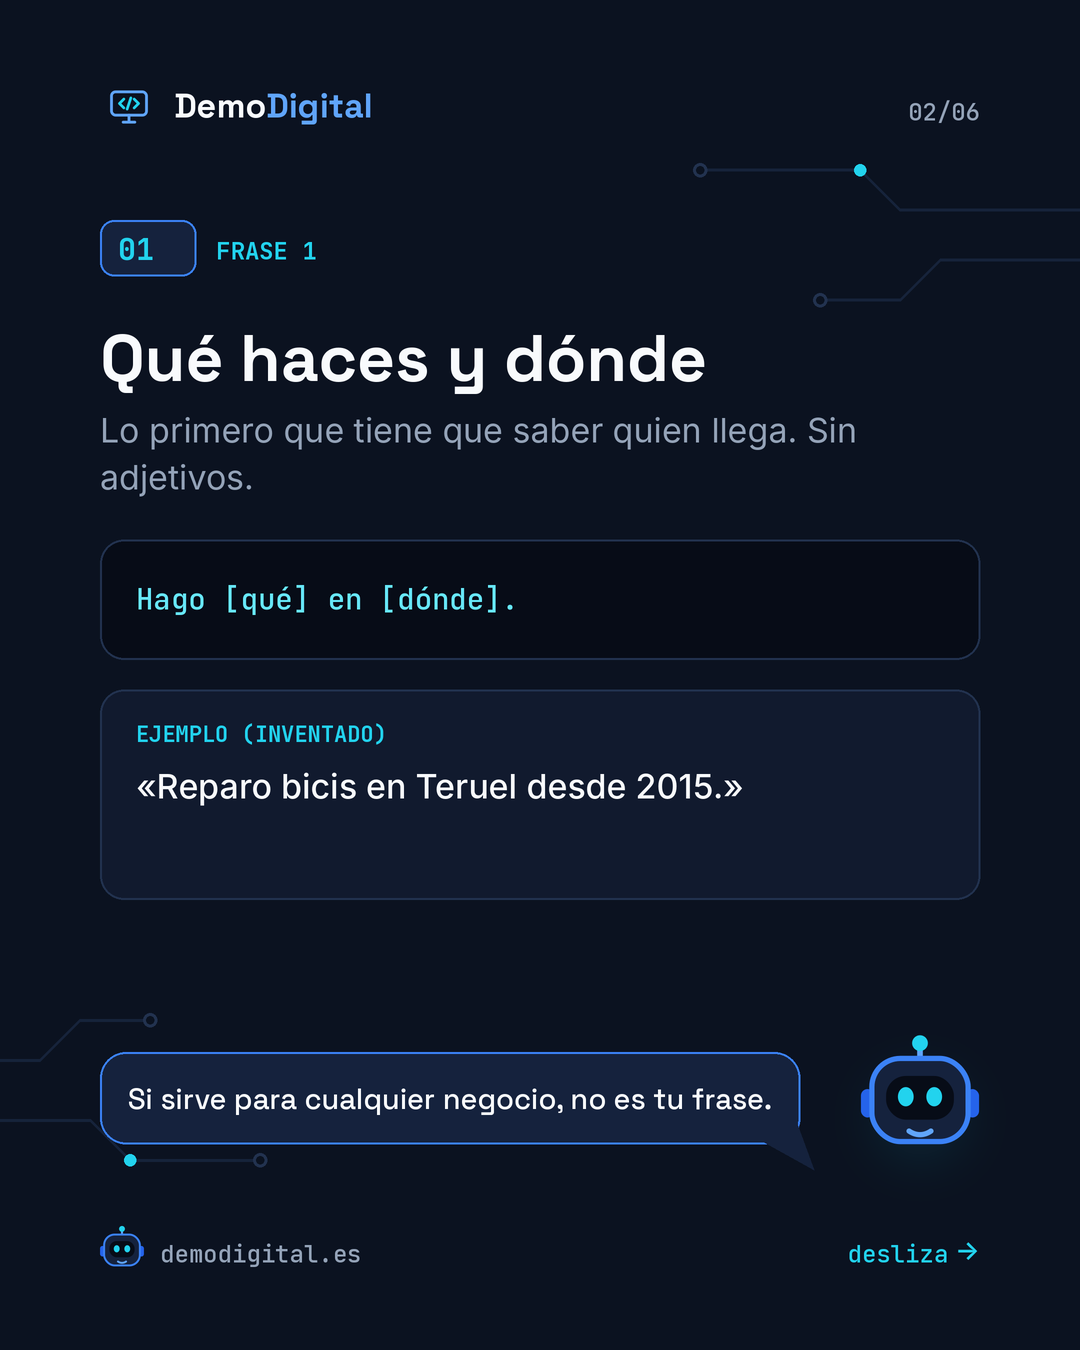 </> DemoDigital
02/06
01 FRASE 1
Qué haces y dónde
Lo primero que tiene que saber quien llega. Sin
adjetivos.
Hago [qué] en [dónde].
EJEMPLO (INVENTADO)
«Reparo bicis en Teruel desde 2015.»
Si sirve para cualquier negocio, no es tu frase.
demodigital.es
desliza →